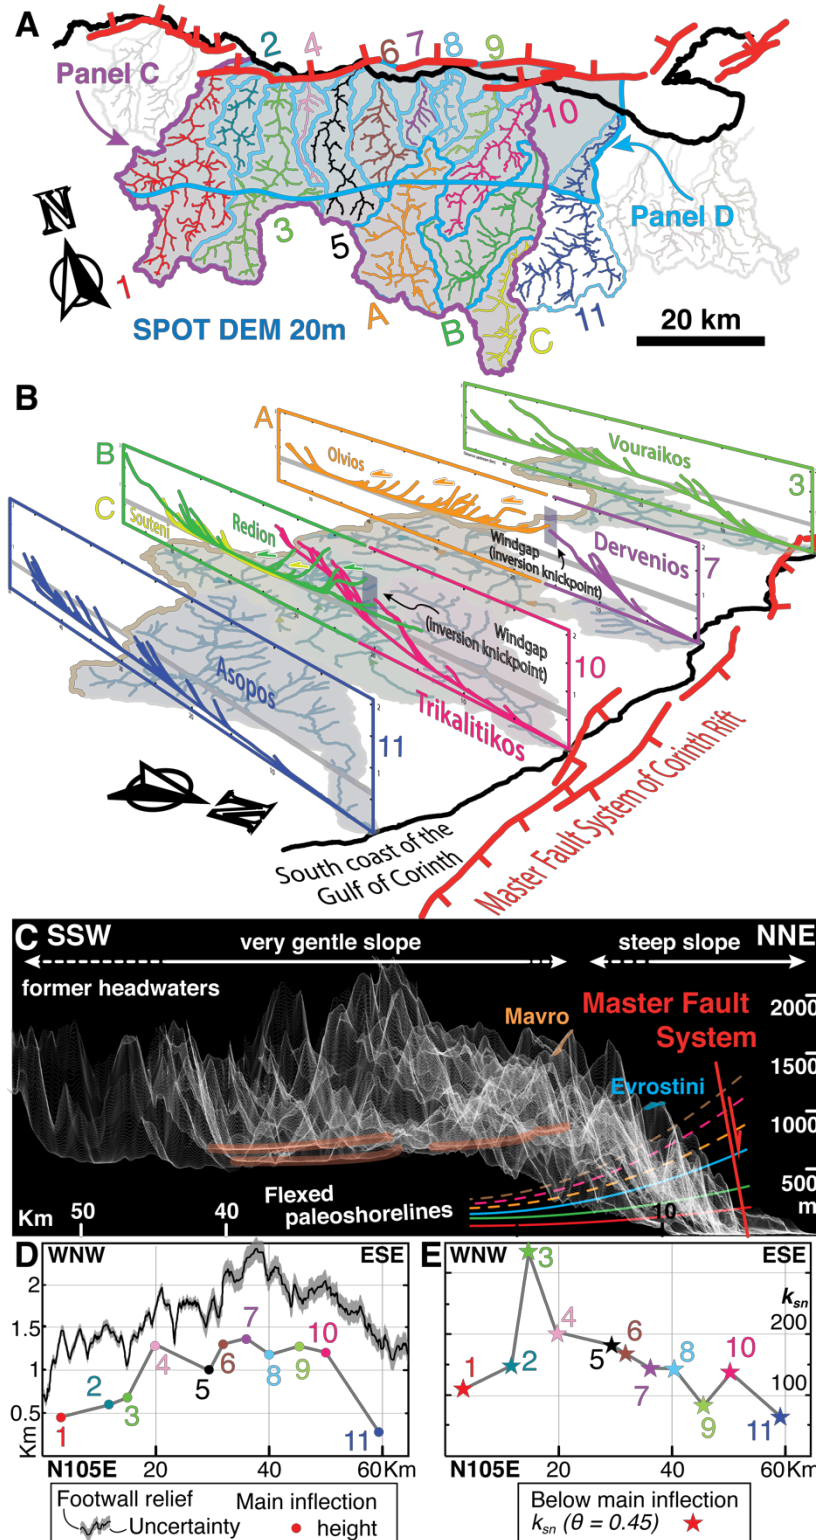 A
2
4
6
7
8
9
10
Panel C
Panel D
N
1
3
5
A
B
C
11
SPOT DEM 20m
20 km
B
A
Olvios
Vouraikos
3
B
C
Souteni
Redion
Windgap
(inversion knickpoint)
Dervenios
7
Windgap
(inversion knickpoint)
10
Asopos
Trikalitikos
11
N
South coast of the
Gulf of Corinth
Master Fault System of Corinth Rift
C SSW
very gentle slope
steep slope
NNE
former headwaters
2000
Mavro
Master Fault
System
1500
Evrostini
1000
500
Flexed
paleoshorelines
m
Km
50
40
10
D WNW
ESE
2
1.5
1
0.5
Km
1
2
3
4
5
6
7
8
9
10
11
N105E
20
40
60Km
Footwall relief
Uncertainty
Main inflection
height
E WNW
ESE
ksn
200
100
1
2
3
4
5
6
7
8
9
10
11
N105E
20
40
60Km
Below main inflection
ksn (θ = 0.45)